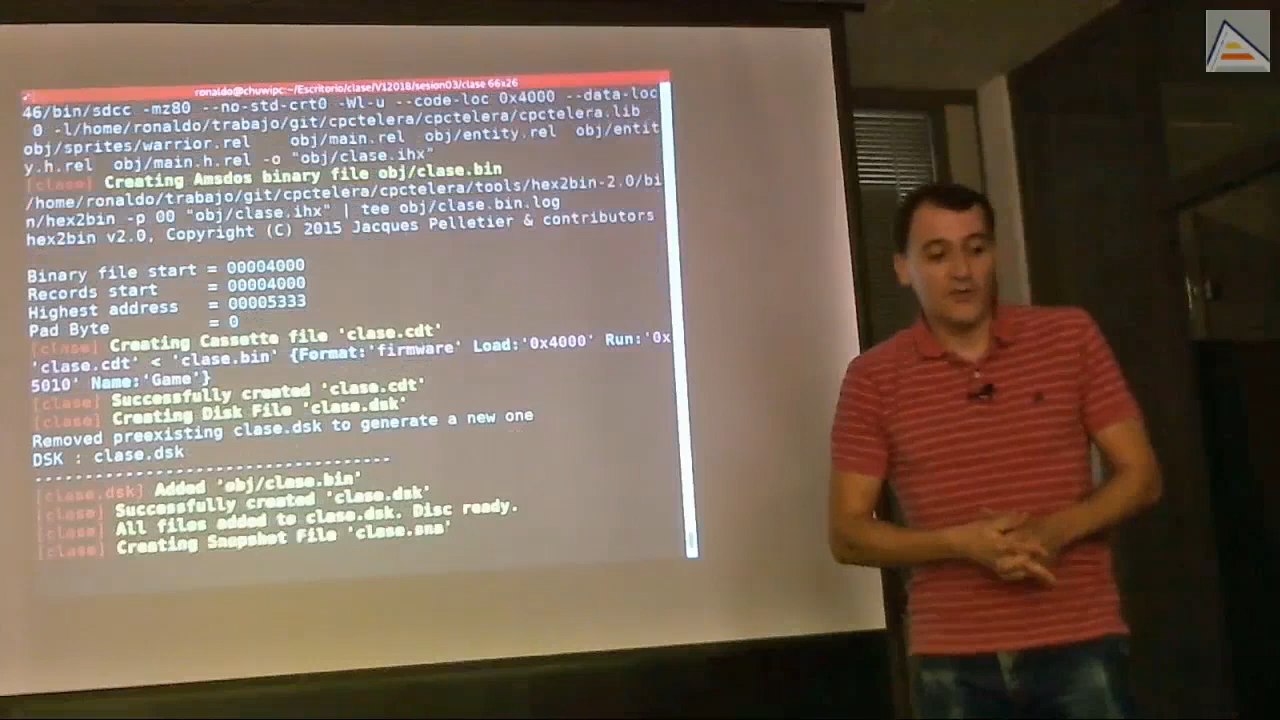 ronaldo@chuwipc:~/Escritorio/clase/V12018/sesion03/clase 66x26
46/bin/sdcc -mz80 --no-std-crt0 -Wl-u --code-loc 0x4000 --data-loc
0 -l/home/ronaldo/trabajo/git/cpctelera/cpctelera/cpctelera.lib
obj/sprites/warrior.rel obj/main.rel obj/entity.rel obj/entit
y.h.rel obj/main.h.rel -o "obj/clase.ihx"
[clase] Creating Amsdos binary file obj/clase.bin
/home/ronaldo/trabajo/git/cpctelera/cpctelera/tools/hex2bin-2.0/bi
n/hex2bin -p 00 "obj/clase.ihx" | tee obj/clase.bin.log
hex2bin v2.0, Copyright (C) 2015 Jacques Pelletier & contributors
Binary file start = 00004000
Records start = 00004000
Highest address = 00005333
Pad Byte = 0
[clase] Creating Cassette file 'clase.cdt'
'clase.cdt' < 'clase.bin' {Format:'firmware' Load:'0x4000' Run:'0x
5010' Name:'Game'}
[clase] Successfully created 'clase.cdt'
[clase] Creating Disk File 'clase.dsk'
Removed preexisting clase.dsk to generate a new one
DSK : clase.dsk
[clase.dsk] Added 'obj/clase.bin'
[clase] Successfully created 'clase.dsk'
[clase] All files added to clase.dsk. Disc ready.
[clase] Creating Snapshot File 'clase.sna'